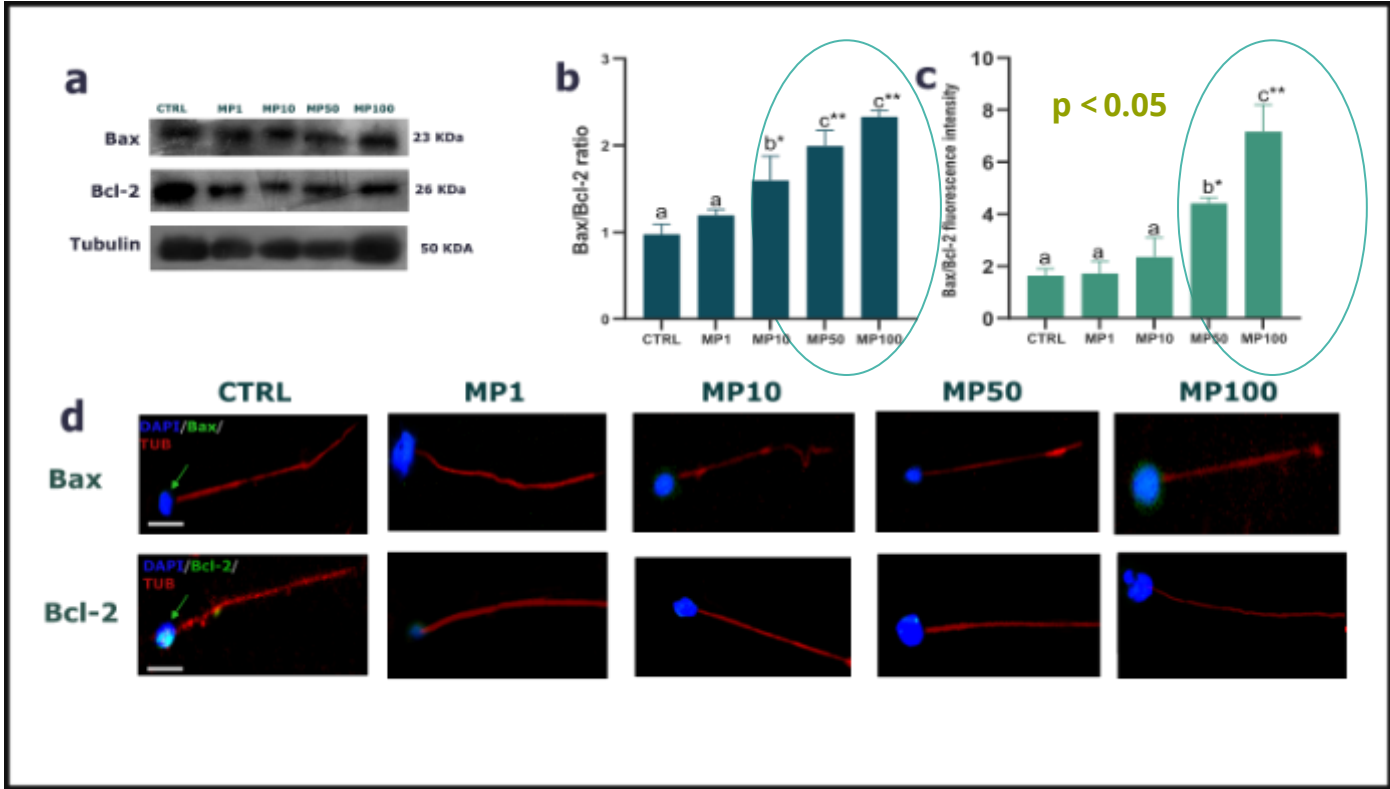 a
CTRL MP1 MP10 MP50 MP100
Bax 23 KDa
Bcl-2 26 KDa
Tubulin 50 KDA
b
Bax/Bcl-2 ratio
3
2
1
0
a a b* c** c**
CTRL MP1 MP10 MP50 MP100
c
p < 0.05
Bax/Bcl-2 fluorescence intensity
10
8
6
4
2
0
a a a b* c**
CTRL MP1 MP10 MP50 MP100
d
CTRL MP1 MP10 MP50 MP100
Bax
DAPI/Bax/
TUB
Bcl-2
DAPI/Bcl-2/
TUB